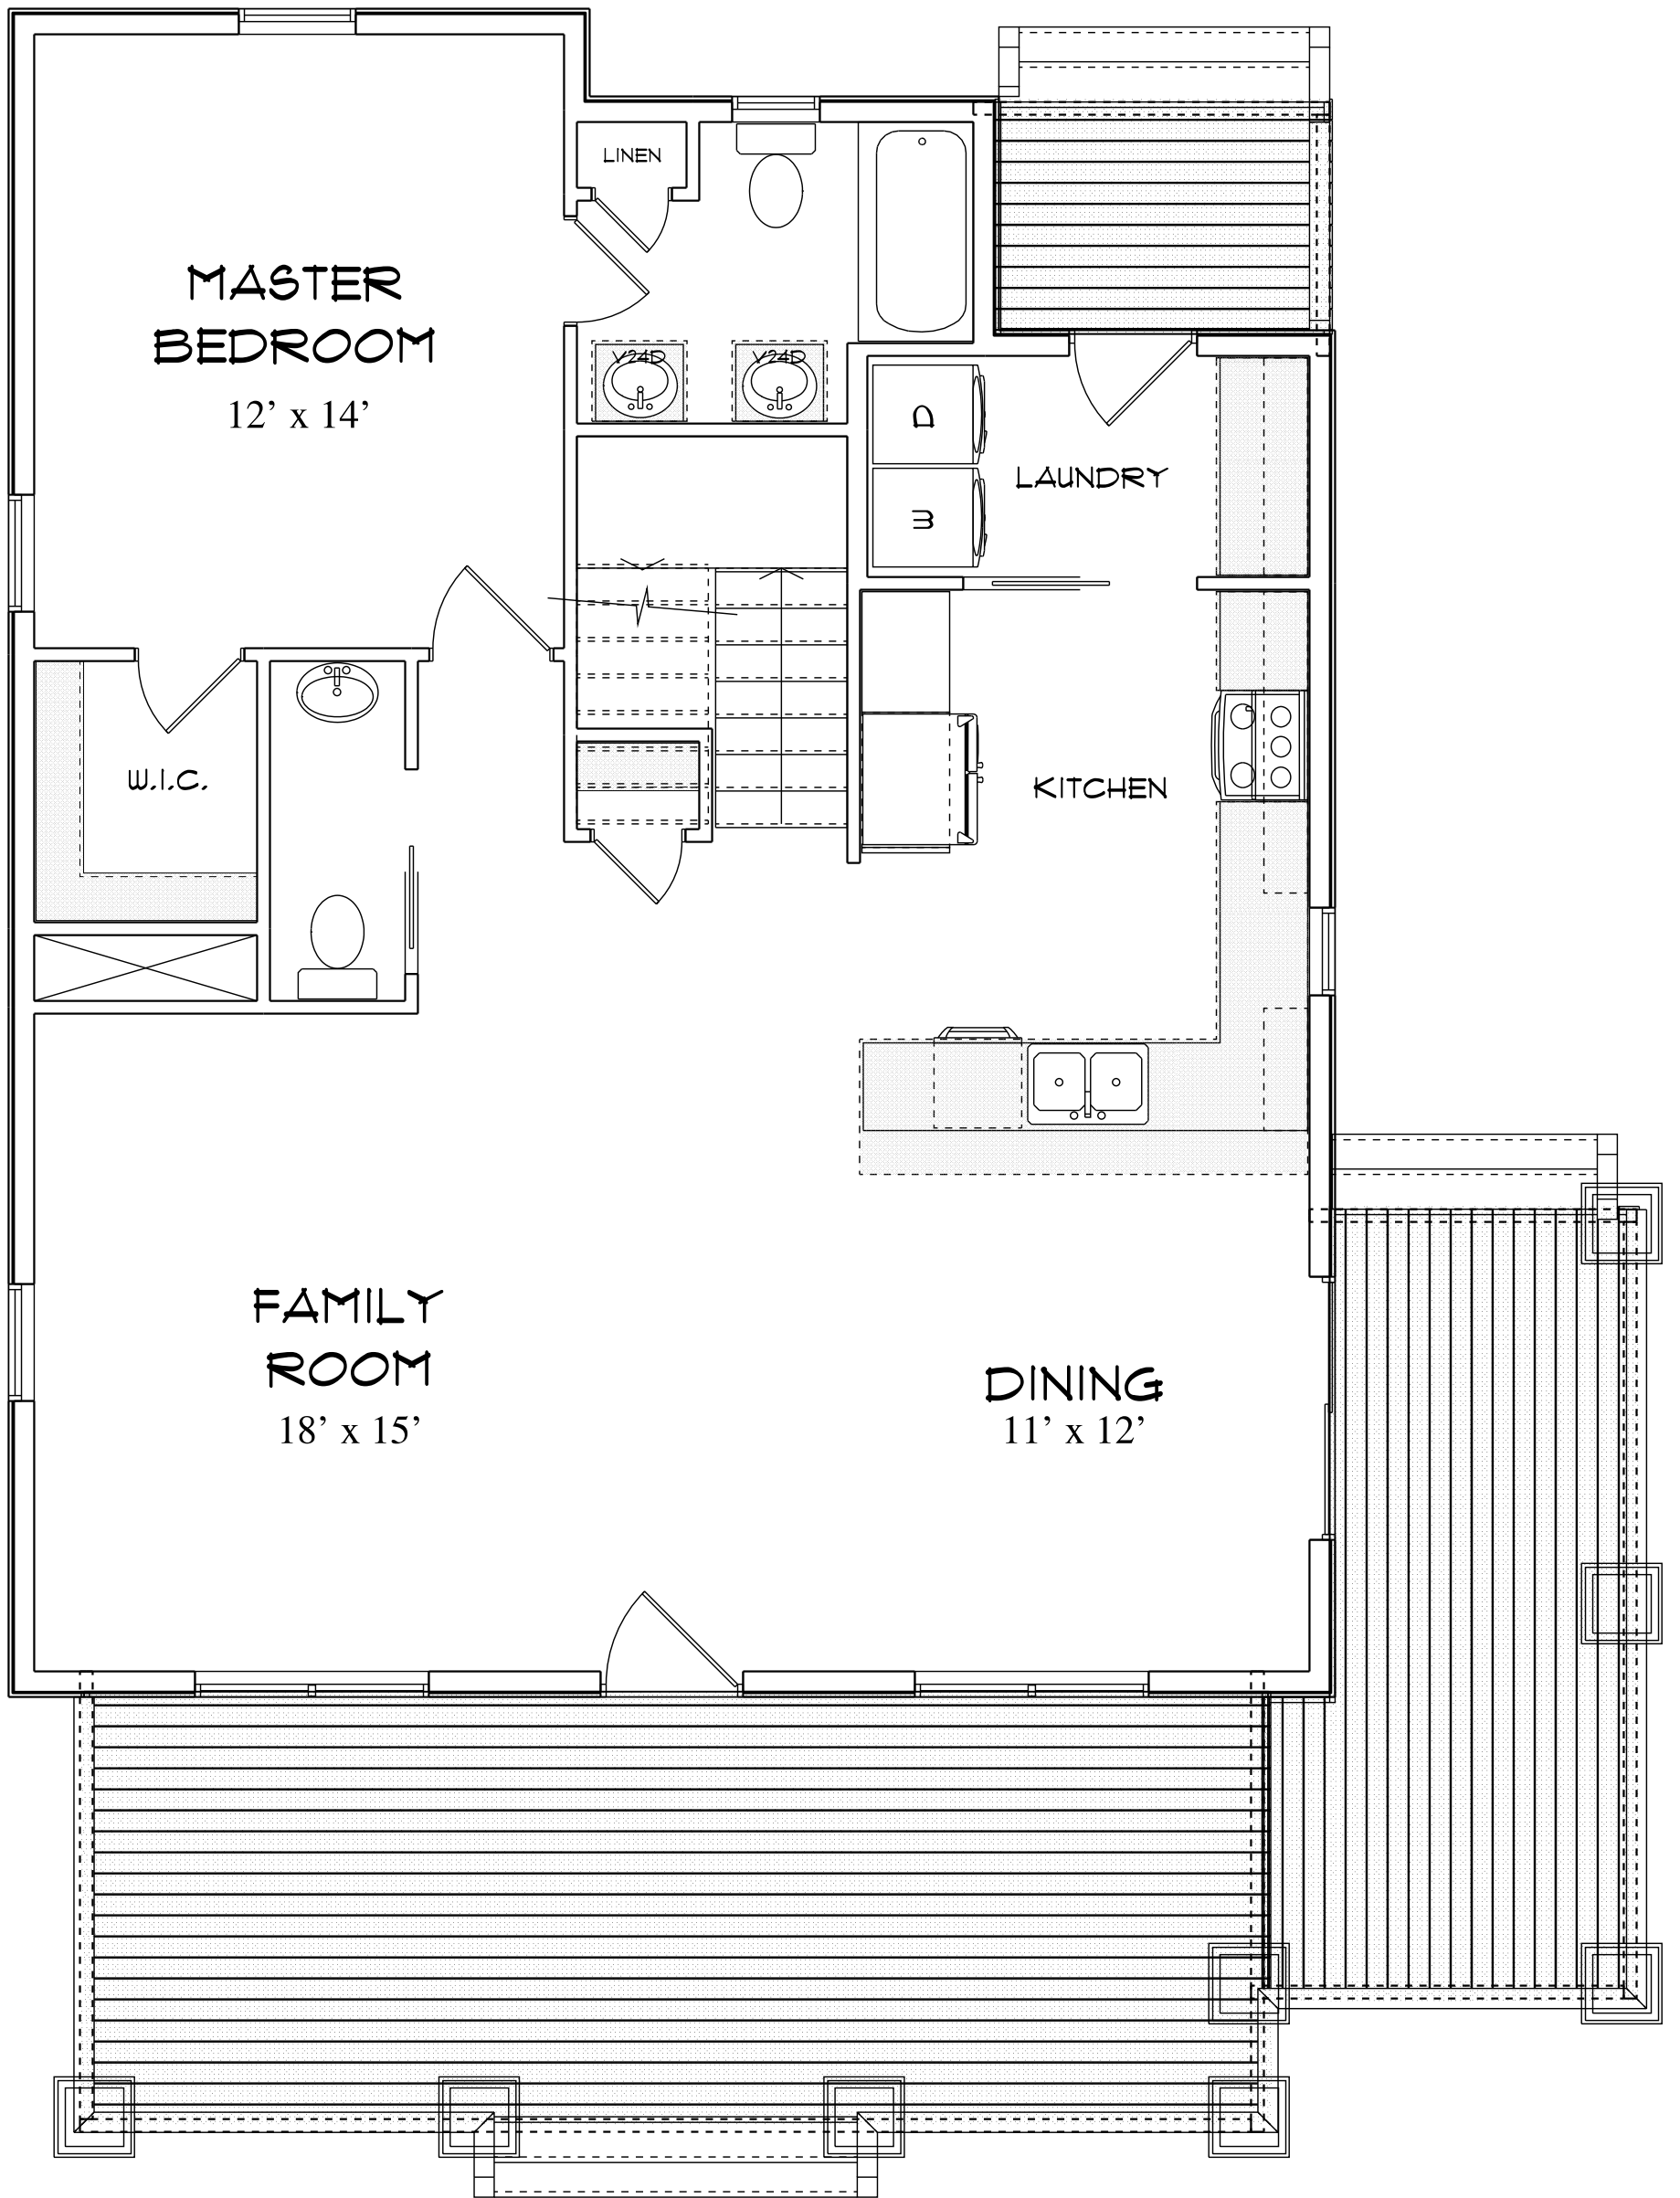 LINEN
MASTER
BEDROOM
12’ x 14’
V24D
V24D
D
LAUNDRY
W
W.I.C.
KITCHEN
FAMILY
ROOM
18’ x 15’
DINING
11’ x 12’